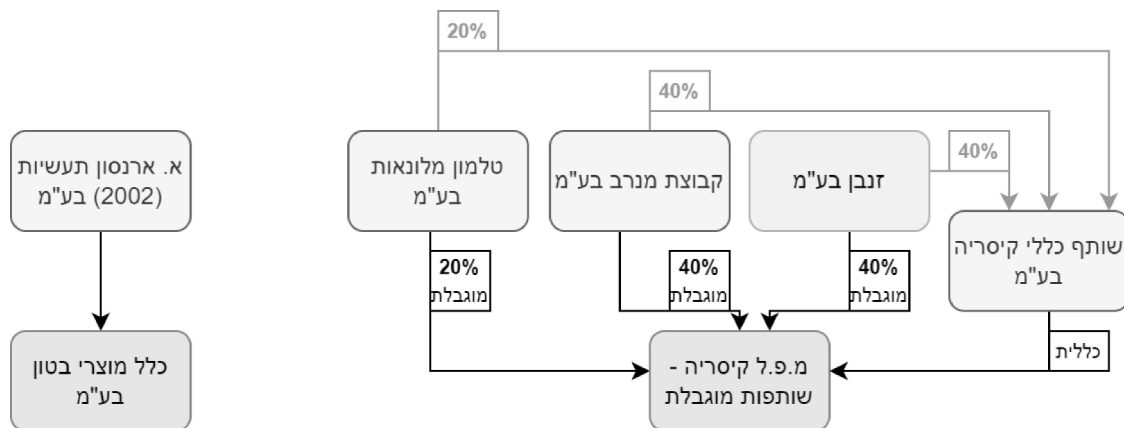 20%
40%
40%
א. ארנסון תעשיות
(2002) בע"מ
טלמון מלונאות
בע"מ
קבוצת מנרב בע"מ
זנבן בע"מ
שותף כללי קיסריה
בע"מ
20%
מוגבלת
40%
מוגבלת
40%
מוגבלת
כללית
כלל מוצרי בטון
בע"מ
מ.פ.ל קיסריה -
שותפות מוגבלת